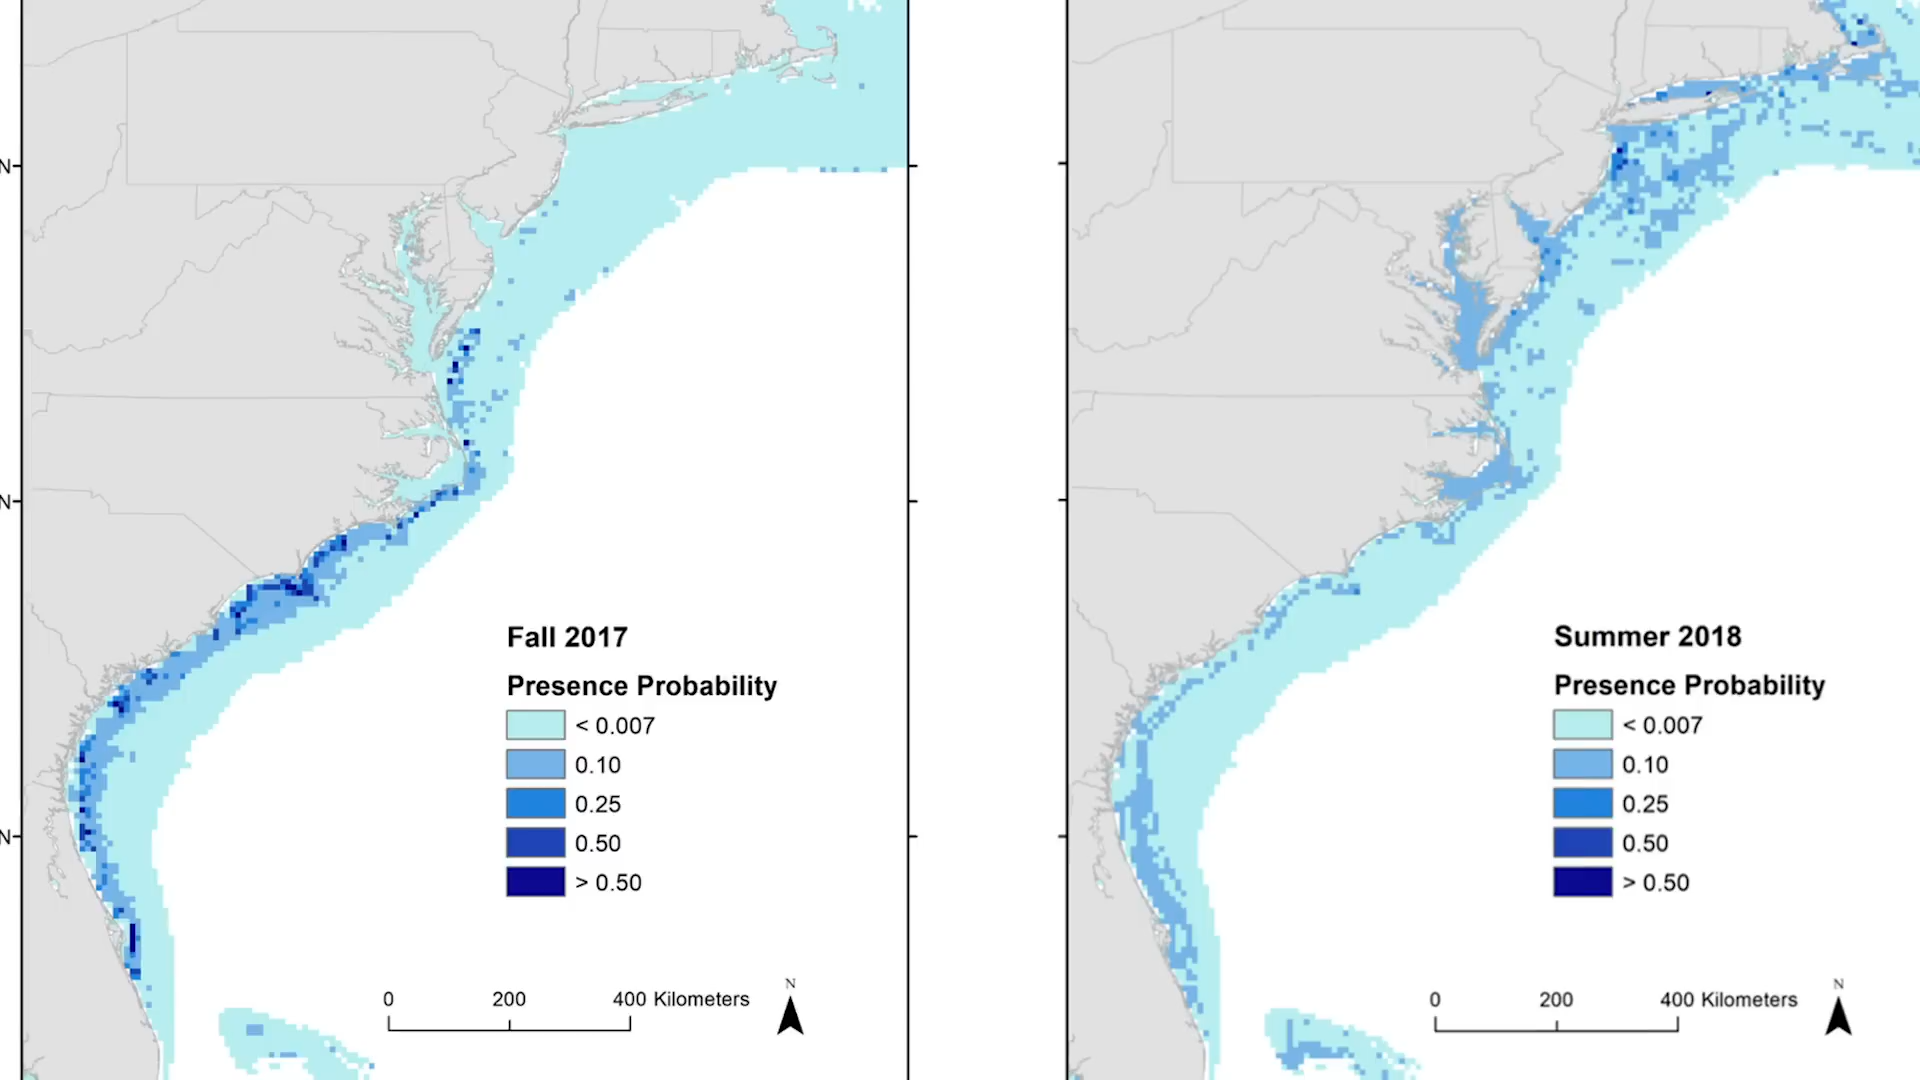 N
N
N
Fall 2017
Presence Probability
< 0.007
0.10
0.25
0.50
> 0.50
0 200 400 Kilometers
N
Summer 2018
Presence Probability
< 0.007
0.10
0.25
0.50
> 0.50
0 200 400 Kilometers
N